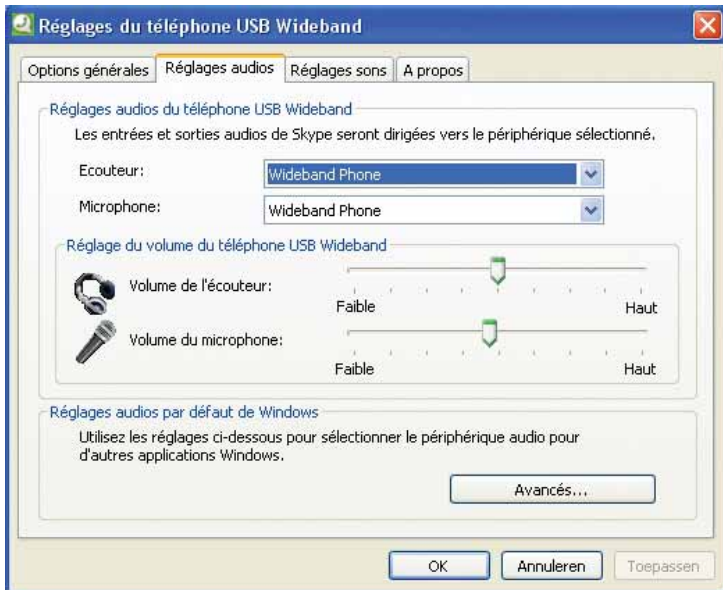 Réglages du téléphone USB Wideband
Options générales Réglages audios Réglages sons A propos
Réglages audios du téléphone USB Wideband
Les entrées et sorties audios de Skype seront dirigées vers le périphérique sélectionné.
Ecouteur: Wideband Phone
Microphone: Wideband Phone
Réglage du volume du téléphone USB Wideband
Volume de l'écouteur:
Faible Haut
Volume du microphone:
Faible Haut
Réglages audios par défaut de Windows
Utilisez les réglages ci-dessous pour sélectionner le périphérique audio pour
d'autres applications Windows.
Avancés...
OK Annuleren Toepassen